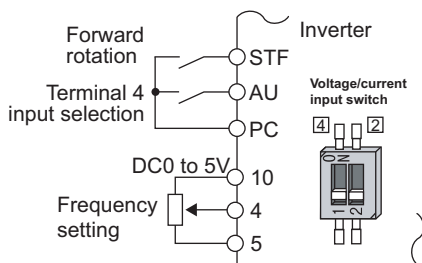 Inverter
Forward
rotation
STF
Terminal 4
input selection
AU
PC
DC0 to 5V
10
Frequency
setting
4
5
Voltage/current
input switch
4
2
ON
1 2